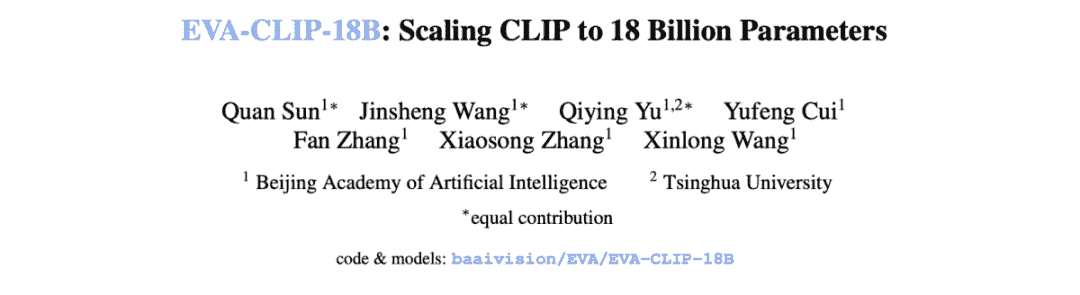 EVA-CLIP-18B: Scaling CLIP to 18 Billion Parameters
Quan Sun1* Jinsheng Wang1* Qiying Yu1,2* Yufeng Cui1
Fan Zhang1 Xiaosong Zhang1 Xinlong Wang1
1 Beijing Academy of Artificial Intelligence 2 Tsinghua University
*equal contribution
code & models: baaivision/EVA/EVA-CLIP-18B